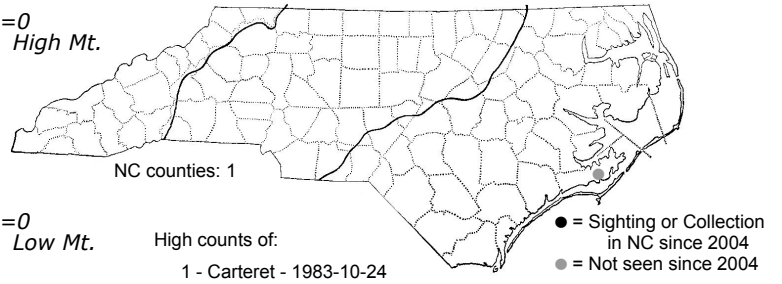 =0
High Mt.
NC counties: 1
=0
Low Mt.
High counts of:
1 - Carteret - 1983-10-24
● = Sighting or Collection
in NC since 2004
● = Not seen since 2004